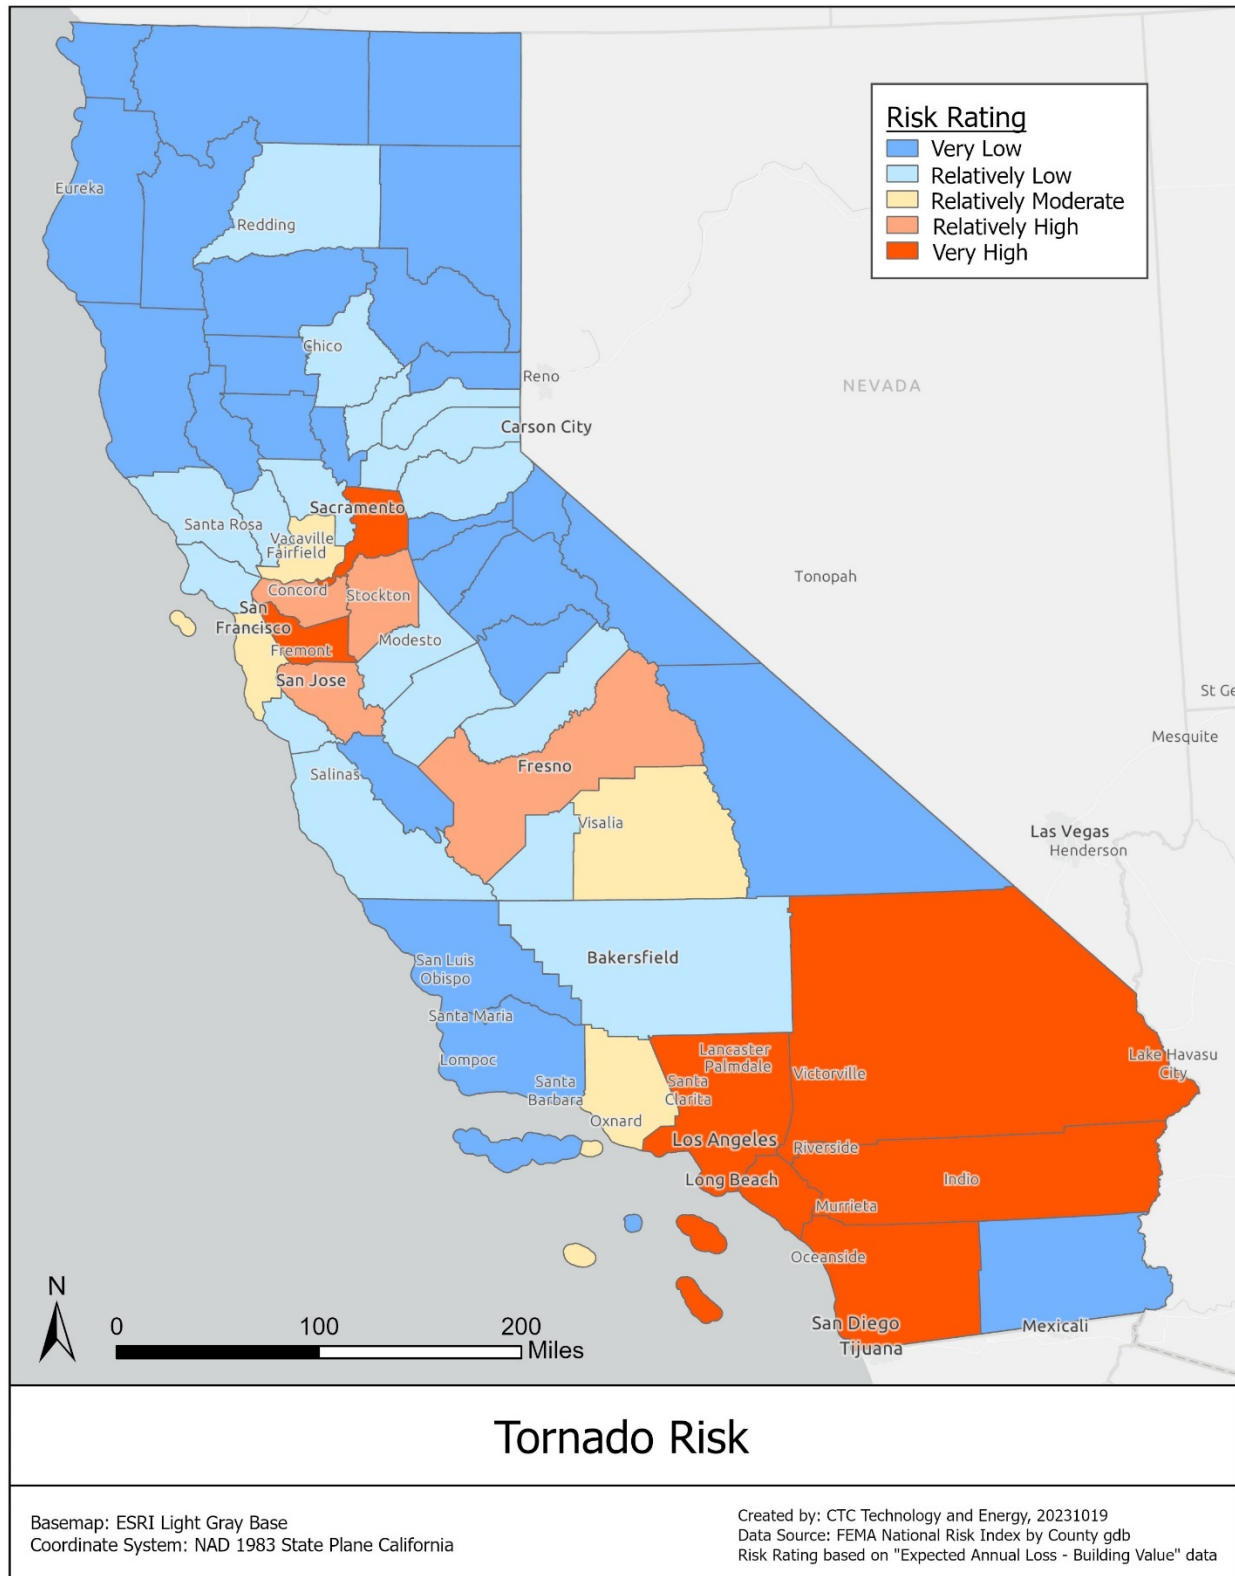 Risk Rating
Very Low
Relatively Low
Relatively Moderate
Relatively High
Very High
Eureka
Redding
Chico
Reno
NEVADA
Carson City
Sacramento
Santa Rosa
Vacaville
Fairfield
Tonopah
Concord
Stockton
San
Francisco
Modesto
Fremont
San Jose
St Ge
Mesquite
Fresno
Salinas
Visalia
Las Vegas
Henderson
Bakersfield
San Luis
Obispo
Santa Maria
Lompoc
Lancaster
Palmdale
Victorville
Lake Havasu
City
Santa
Barbara
Santa
Clarita
Oxnard
Los Angeles
Riverside
Long Beach
Indio
Murrieta
Oceanside
San Diego
Mexicali
Tijuana
N
0 100 200
Miles
Tornado Risk
Basemap: ESRI Light Gray Base
Coordinate System: NAD 1983 State Plane California
Created by: CTC Technology and Energy, 20231019
Data Source: FEMA National Risk Index by County gdb
Risk Rating based on "Expected Annual Loss - Building Value" data